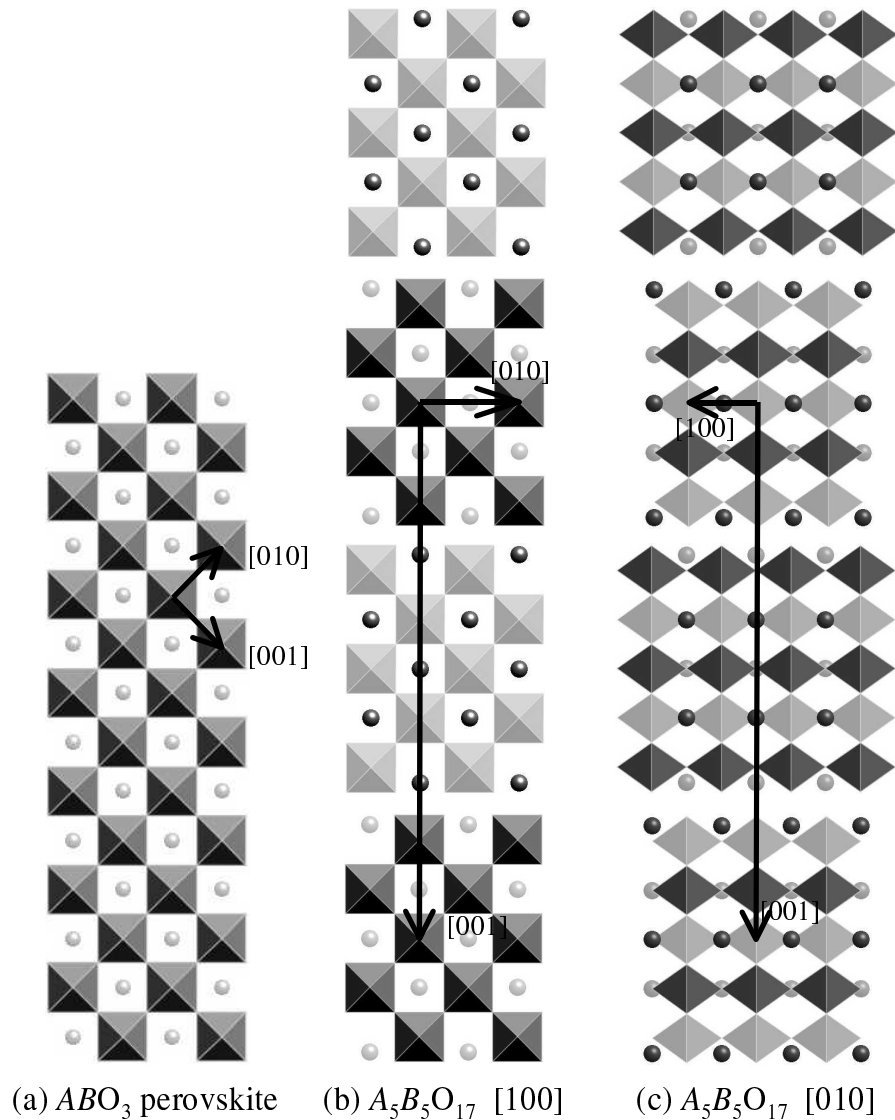 [010]
[100]
[010]
[001]
[001]
[001]
(a) ABO₃ perovskite
(b) A₅B₅O₁₇ [100]
(c) A₅B₅O₁₇ [010]